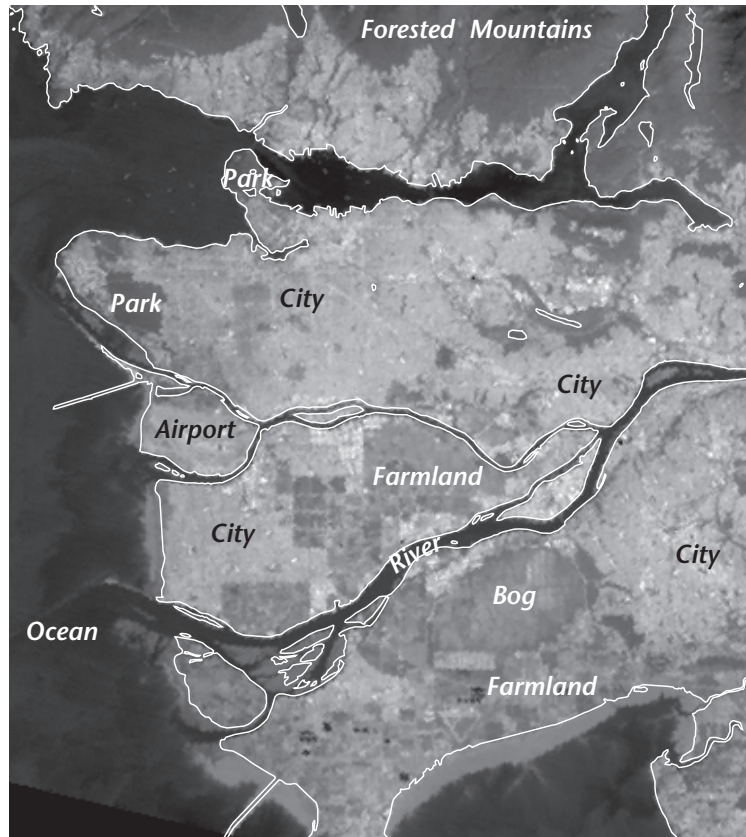 Forested Mountains
Park
Park
City
City
Airport
Farmland
City
River
City
Bog
Ocean
Farmland